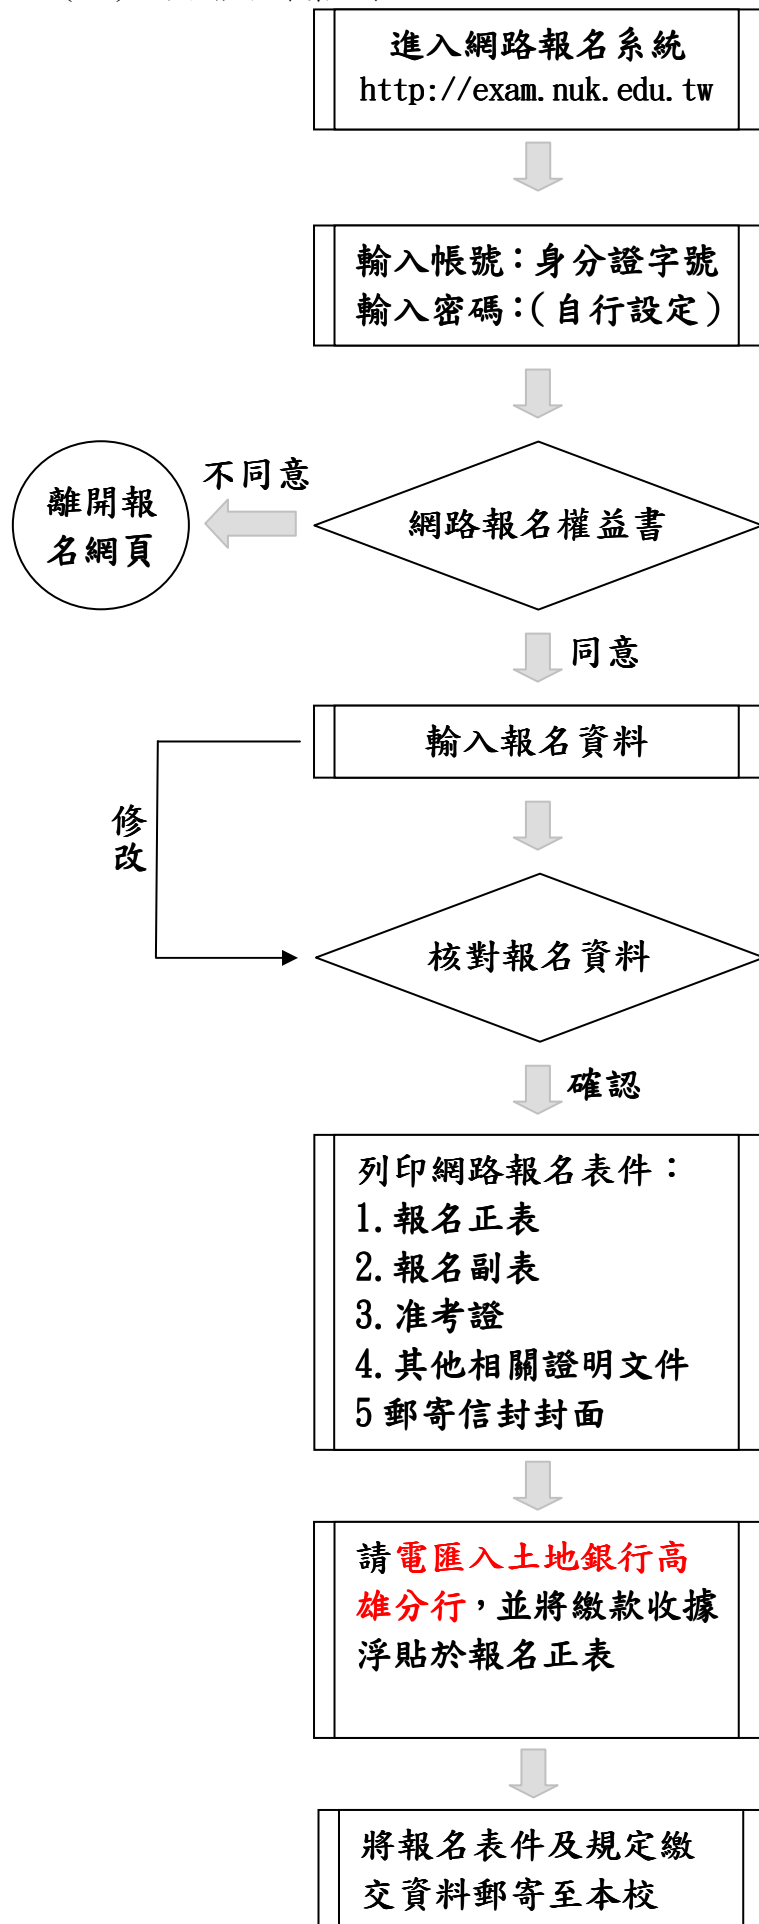 進入網路報名系統
http://exam.nuk.edu.tw
輸入帳號：身分證字號
輸入密碼：(自行設定)
不同意
離開報
名網頁
網路報名權益書
同意
輸入報名資料
修
改
核對報名資料
確認
列印網路報名表件：
1.報名正表
2.報名副表
3.准考證
4.其他相關證明文件
5 郵寄信封封面
請電匯入土地銀行高
雄分行，並將繳款收據
浮貼於報名正表
將報名表件及規定繳
交資料郵寄至本校